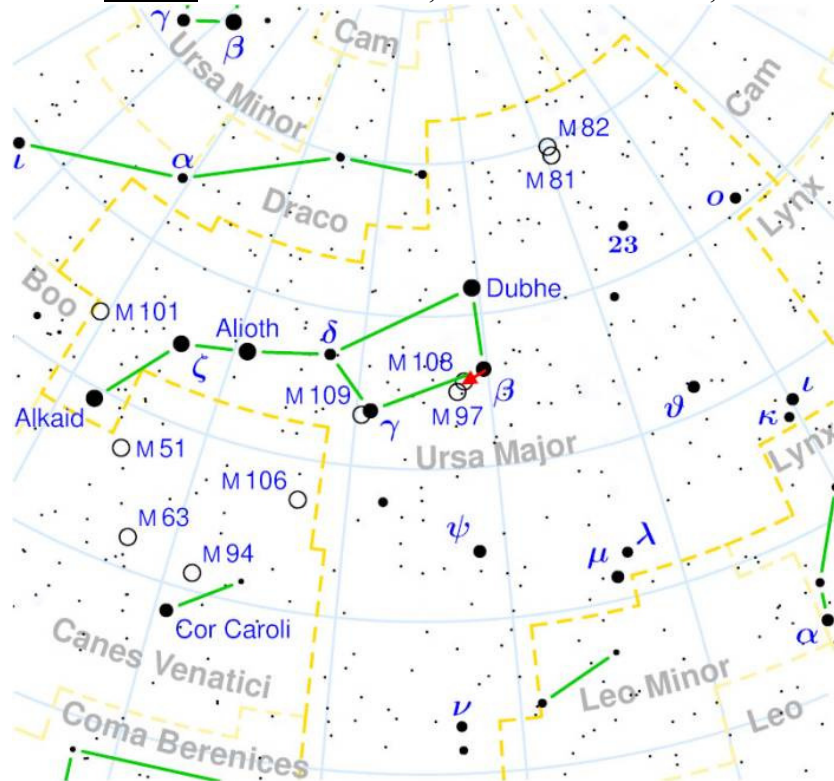 γ
β
Cam
Ursa Minor
Cam
M 82
M 81
ι
α
Draco
ο
Lynx
23
Boo
M 101
Dubhe
Alioth
δ
ζ
M 108
β
M 109
M 97
γ
Alkaid
ϑ
ι
κ
Ursa Major
Lynx
M 51
M 106
M 63
ψ
M 94
λ
μ
Cor Caroli
α
Canes Venatici
Leo Minor
Leo
ν
Coma Berenices